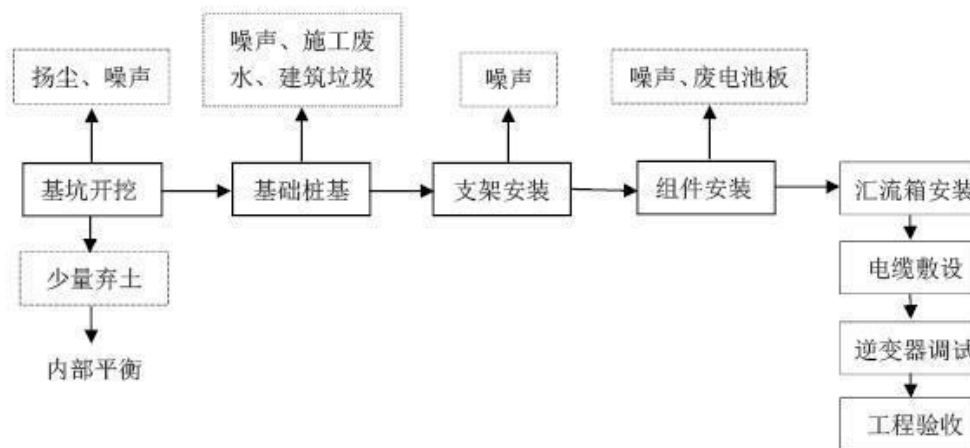 扬尘、噪声
噪声、施工废
水、建筑垃圾
噪声
噪声、废电池板
基坑开挖
基础桩基
支架安装
组件安装
汇流箱安装
少量弃土
电缆敷设
内部平衡
逆变器调试
工程验收